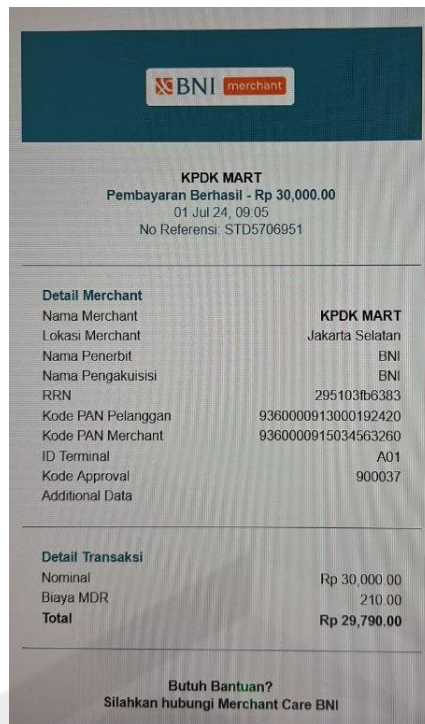 BNI merchant
KPDK MART
Pembayaran Berhasil - Rp 30,000.00
01 Jul 24, 09:05
No Referensi: STD5706951
Detail Merchant
Nama Merchant KPDK MART
Lokasi Merchant Jakarta Selatan
Nama Penerbit BNI
Nama Pengakuisisi BNI
RRN 295103fb6383
Kode PAN Pelanggan 9360000913000192420
Kode PAN Merchant 9360000915034563260
ID Terminal A01
Kode Approval 900037
Additional Data
Detail Transaksi
Nominal Rp 30,000.00
Biaya MDR 210.00
Total Rp 29,790.00
Butuh Bantuan?
Silahkan hubungi Merchant Care BNI